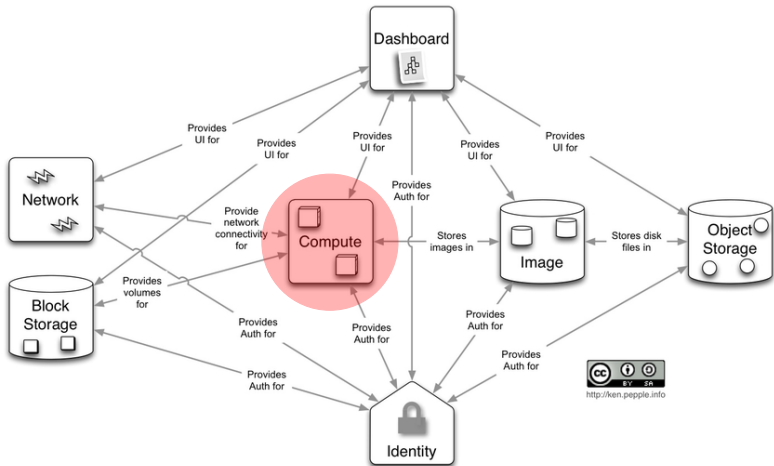 Dashboard
Provides
UI for
Provides
UI for
Provides
UI for
Provides
UI for
Provides
UI for
Provides
Auth for
Network
Provide
network
connectivity
for
Compute
Stores
images in
Image
Stores disk
files in
Object
Storage
Block
Storage
Provides
volumes
for
Provides
Auth for
Provides
Auth for
Provides
Auth for
Provides
Auth for
Provides
Auth for
Identity
cc
BY SA
http://ken.pepple.info